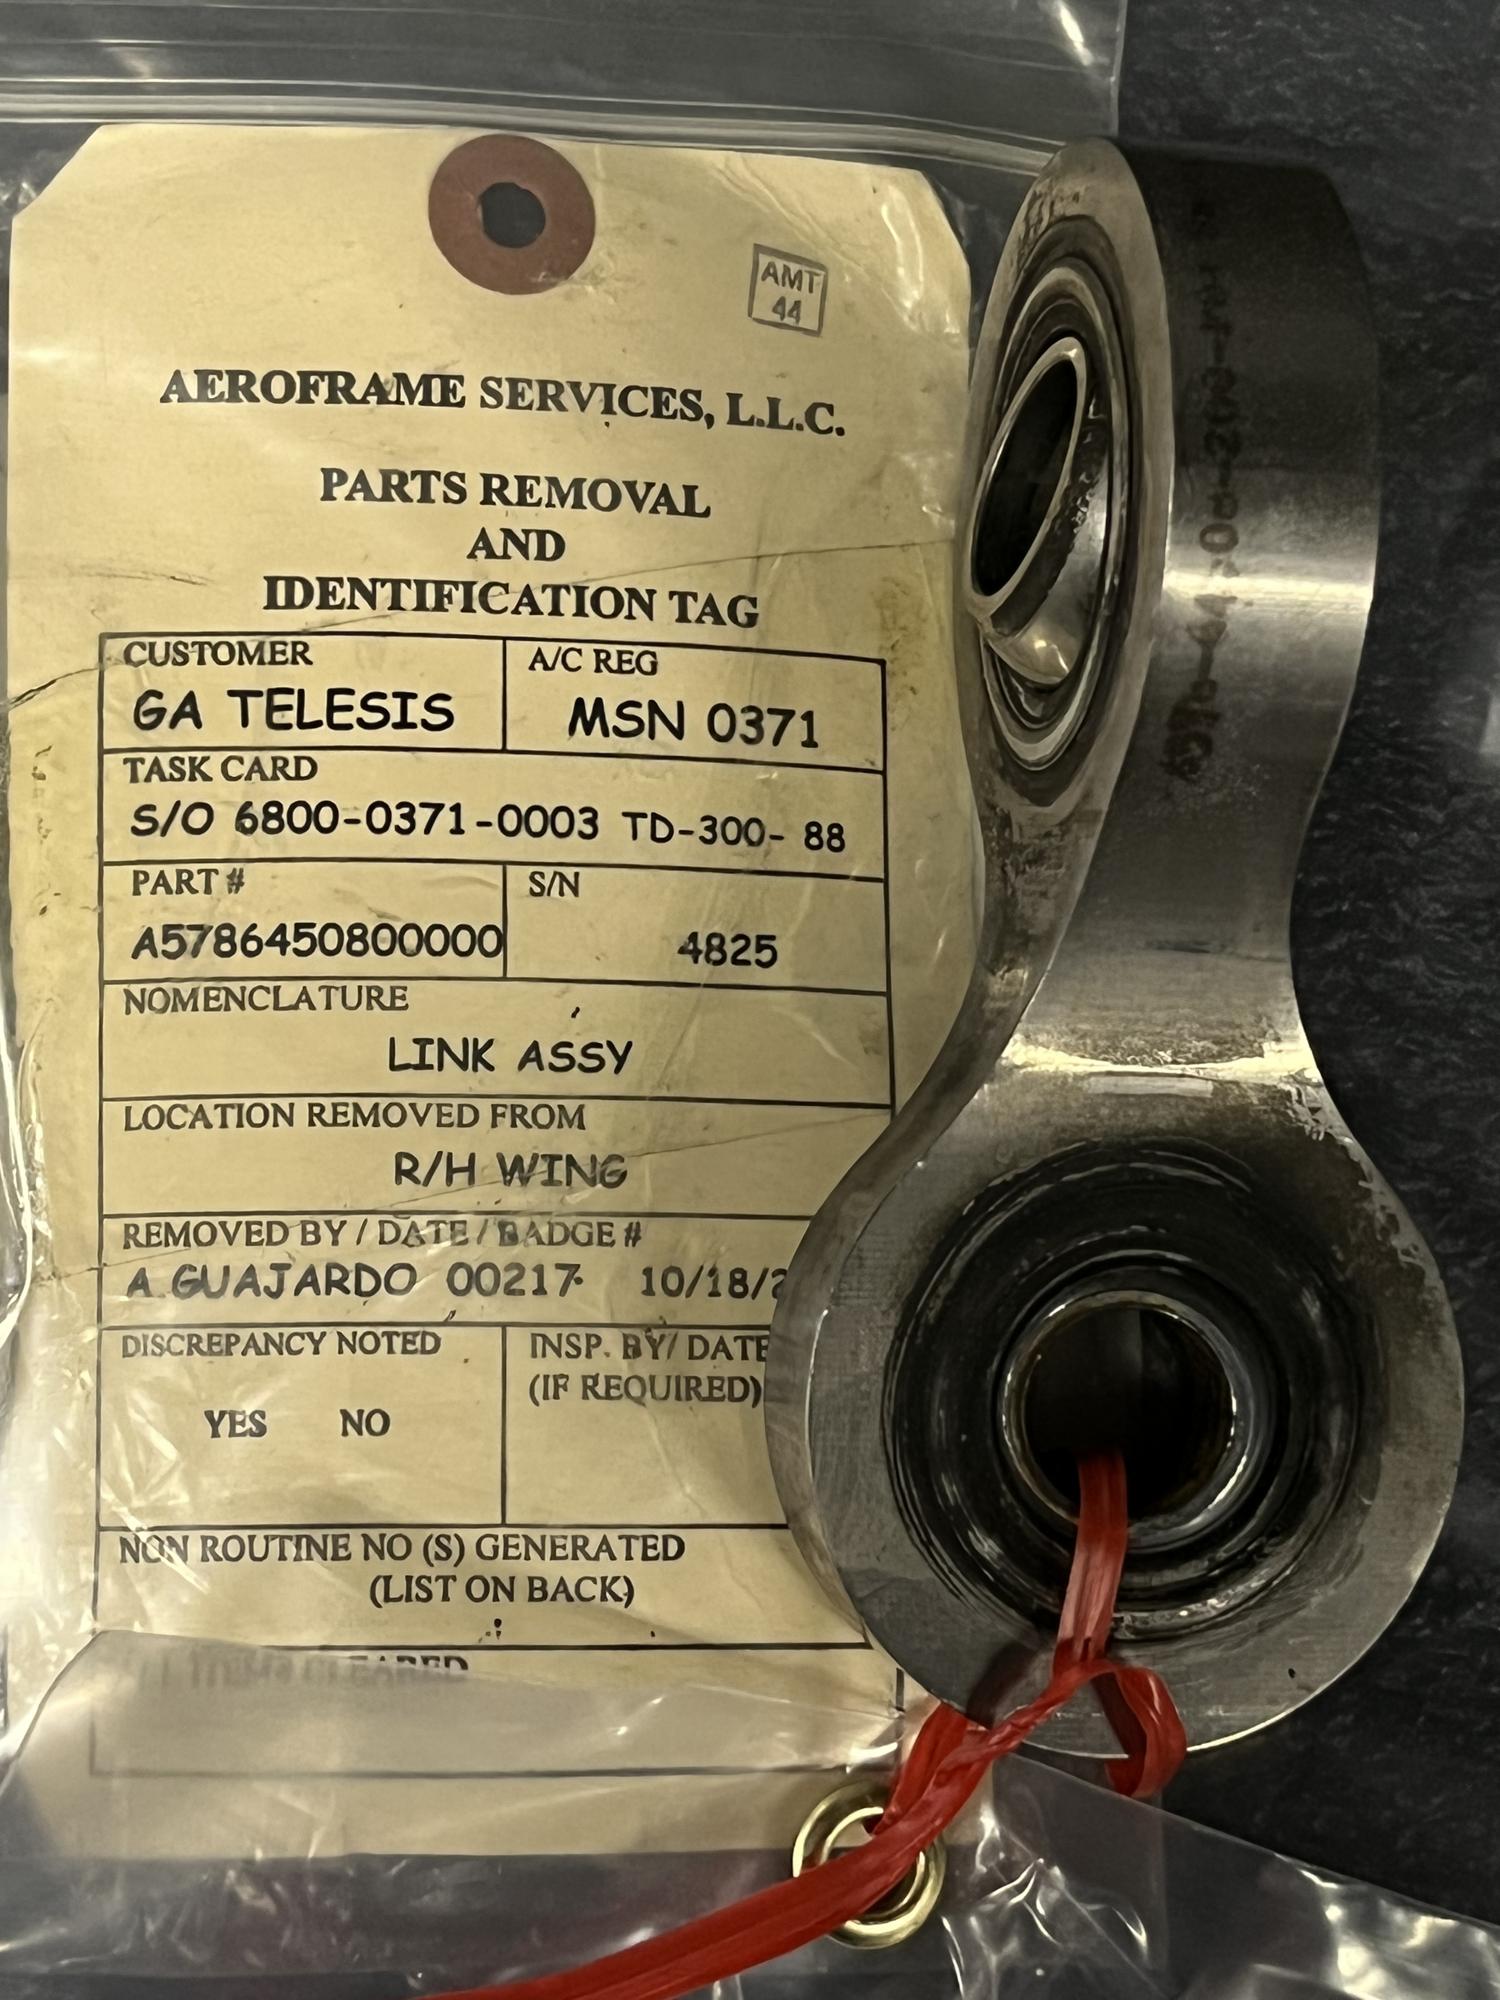 AMT
44
AEROFRAME SERVICES, L.L.C.
PARTS REMOVAL
AND
IDENTIFICATION TAG
CUSTOMER
GA TELESIS
A/C REG
MSN 0371
TASK CARD
S/O 6800-0371-0003 TD-300- 88
PART #
A5786450800000
S/N
4825
NOMENCLATURE
LINK ASSY
LOCATION REMOVED FROM
R/H WING
REMOVED BY / DATE / BADGE #
A GUAJARDO 00217 10/18/2
DISCREPANCY NOTED
YES NO
INSP. BY/ DATE
(IF REQUIRED)
NON ROUTINE NO (S) GENERATED
(LIST ON BACK)
CLEARED